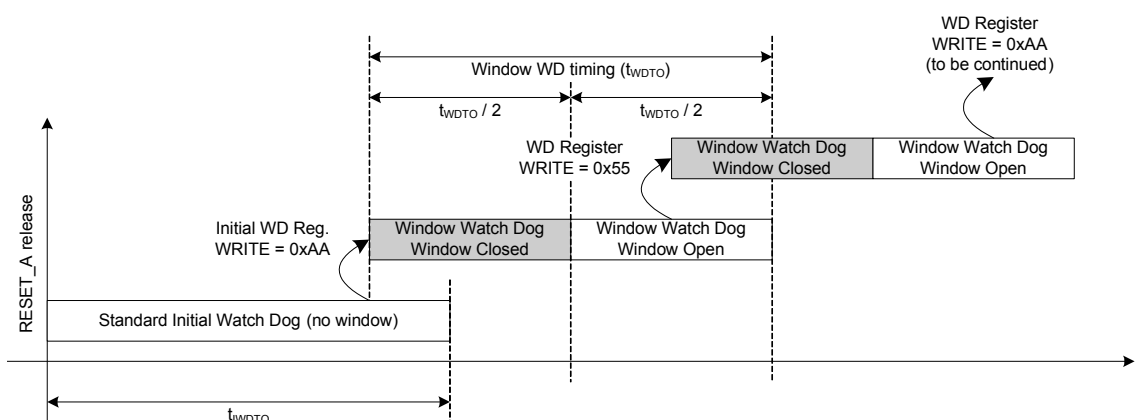 WD Register
WRITE = 0xAA
(to be continued)
Window WD timing (tWDTO)
tWDTO / 2
tWDTO / 2
WD Register
WRITE = 0x55
Window Watch Dog
Window Closed
Window Watch Dog
Window Open
Initial WD Reg.
WRITE = 0xAA
Window Watch Dog
Window Closed
Window Watch Dog
Window Open
RESET_A release
Standard Initial Watch Dog (no window)
tIWDTO